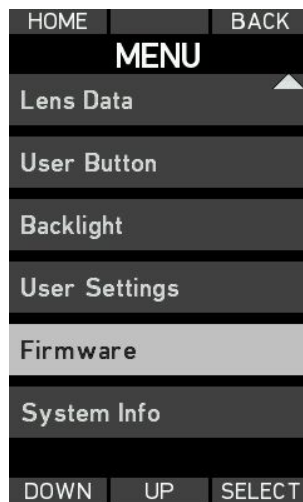 HOME BACK
MENU
Lens Data
User Button
Backlight
User Settings
Firmware
System Info
DOWN UP SELECT